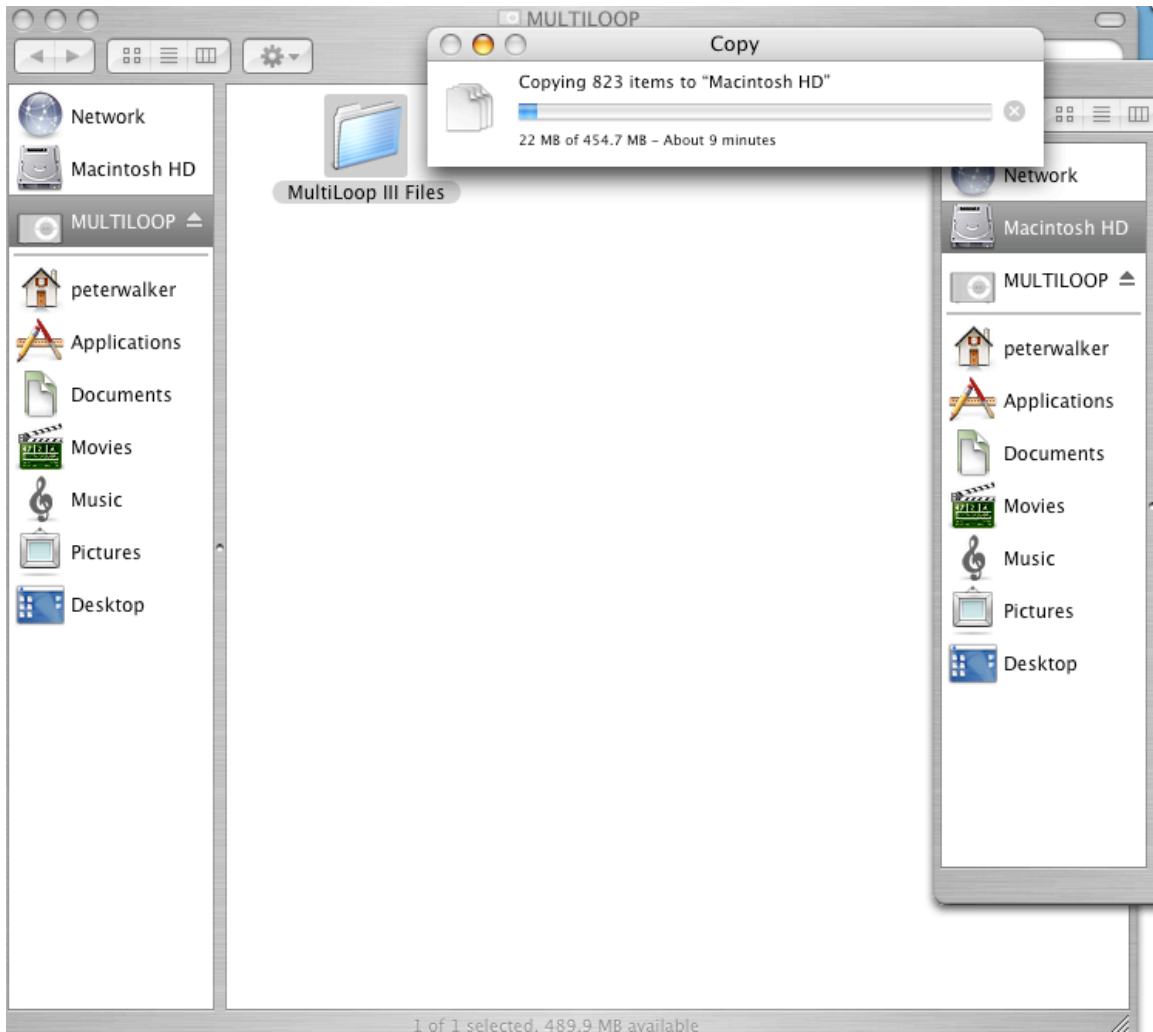 MULTILOOP
Copy
Copying 823 items to “Macintosh HD”
22 MB of 454.7 MB – About 9 minutes
Network
Macintosh HD
MULTILOOP
peterwalker
Applications
Documents
Movies
Music
Pictures
Desktop
MultiLoop III Files
Network
Macintosh HD
MULTILOOP
peterwalker
Applications
Documents
Movies
Music
Pictures
Desktop
1 of 1 selected, 489.9 MB available